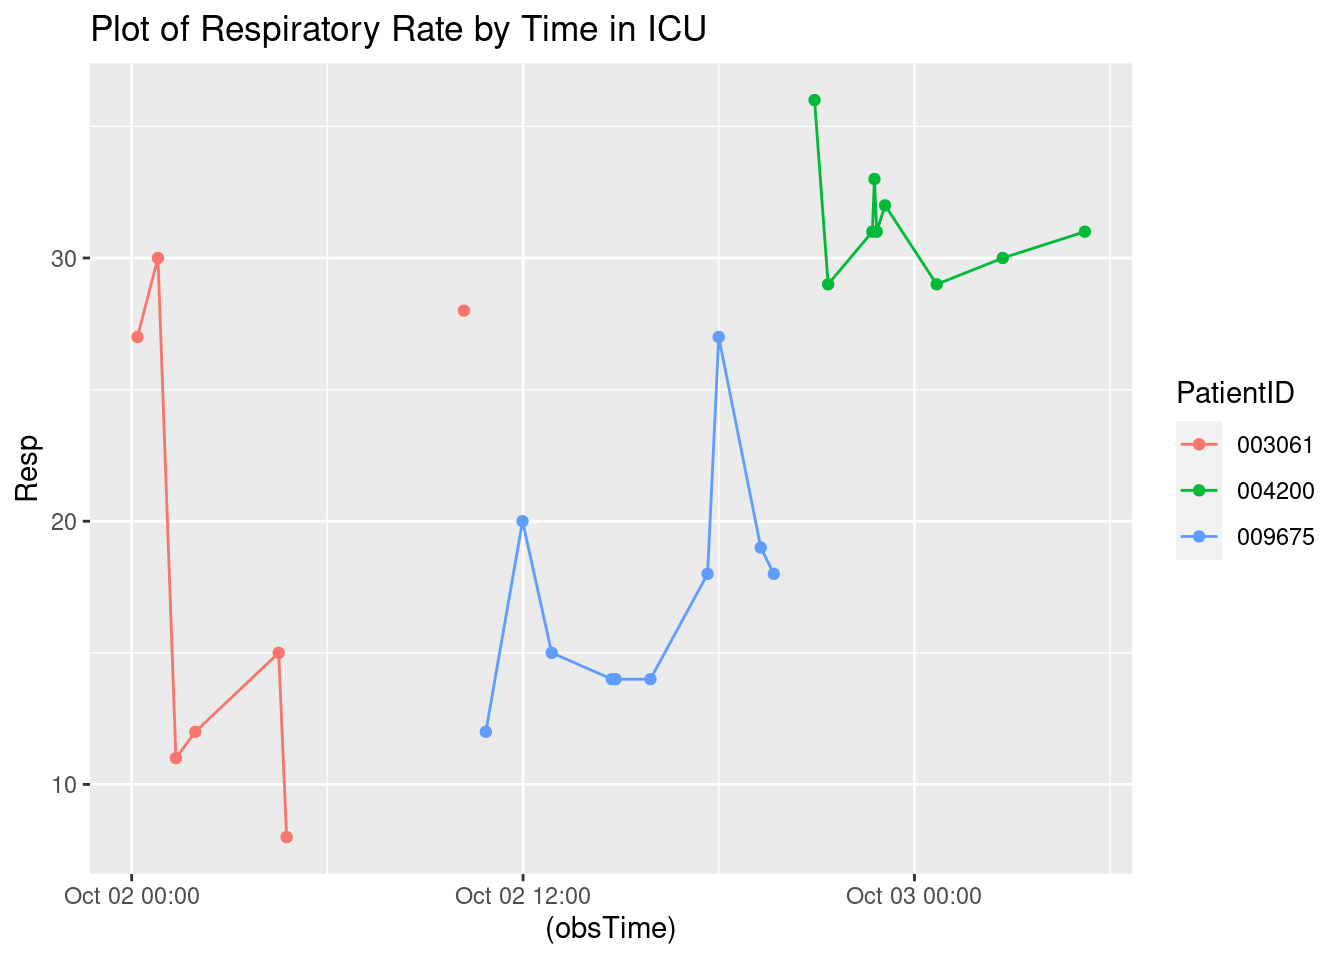 Plot of Respiratory Rate by Time in ICU
Resp
30
20
10
Oct 02 00:00
Oct 02 12:00
Oct 03 00:00
(obsTime)
PatientID
003061
004200
009675